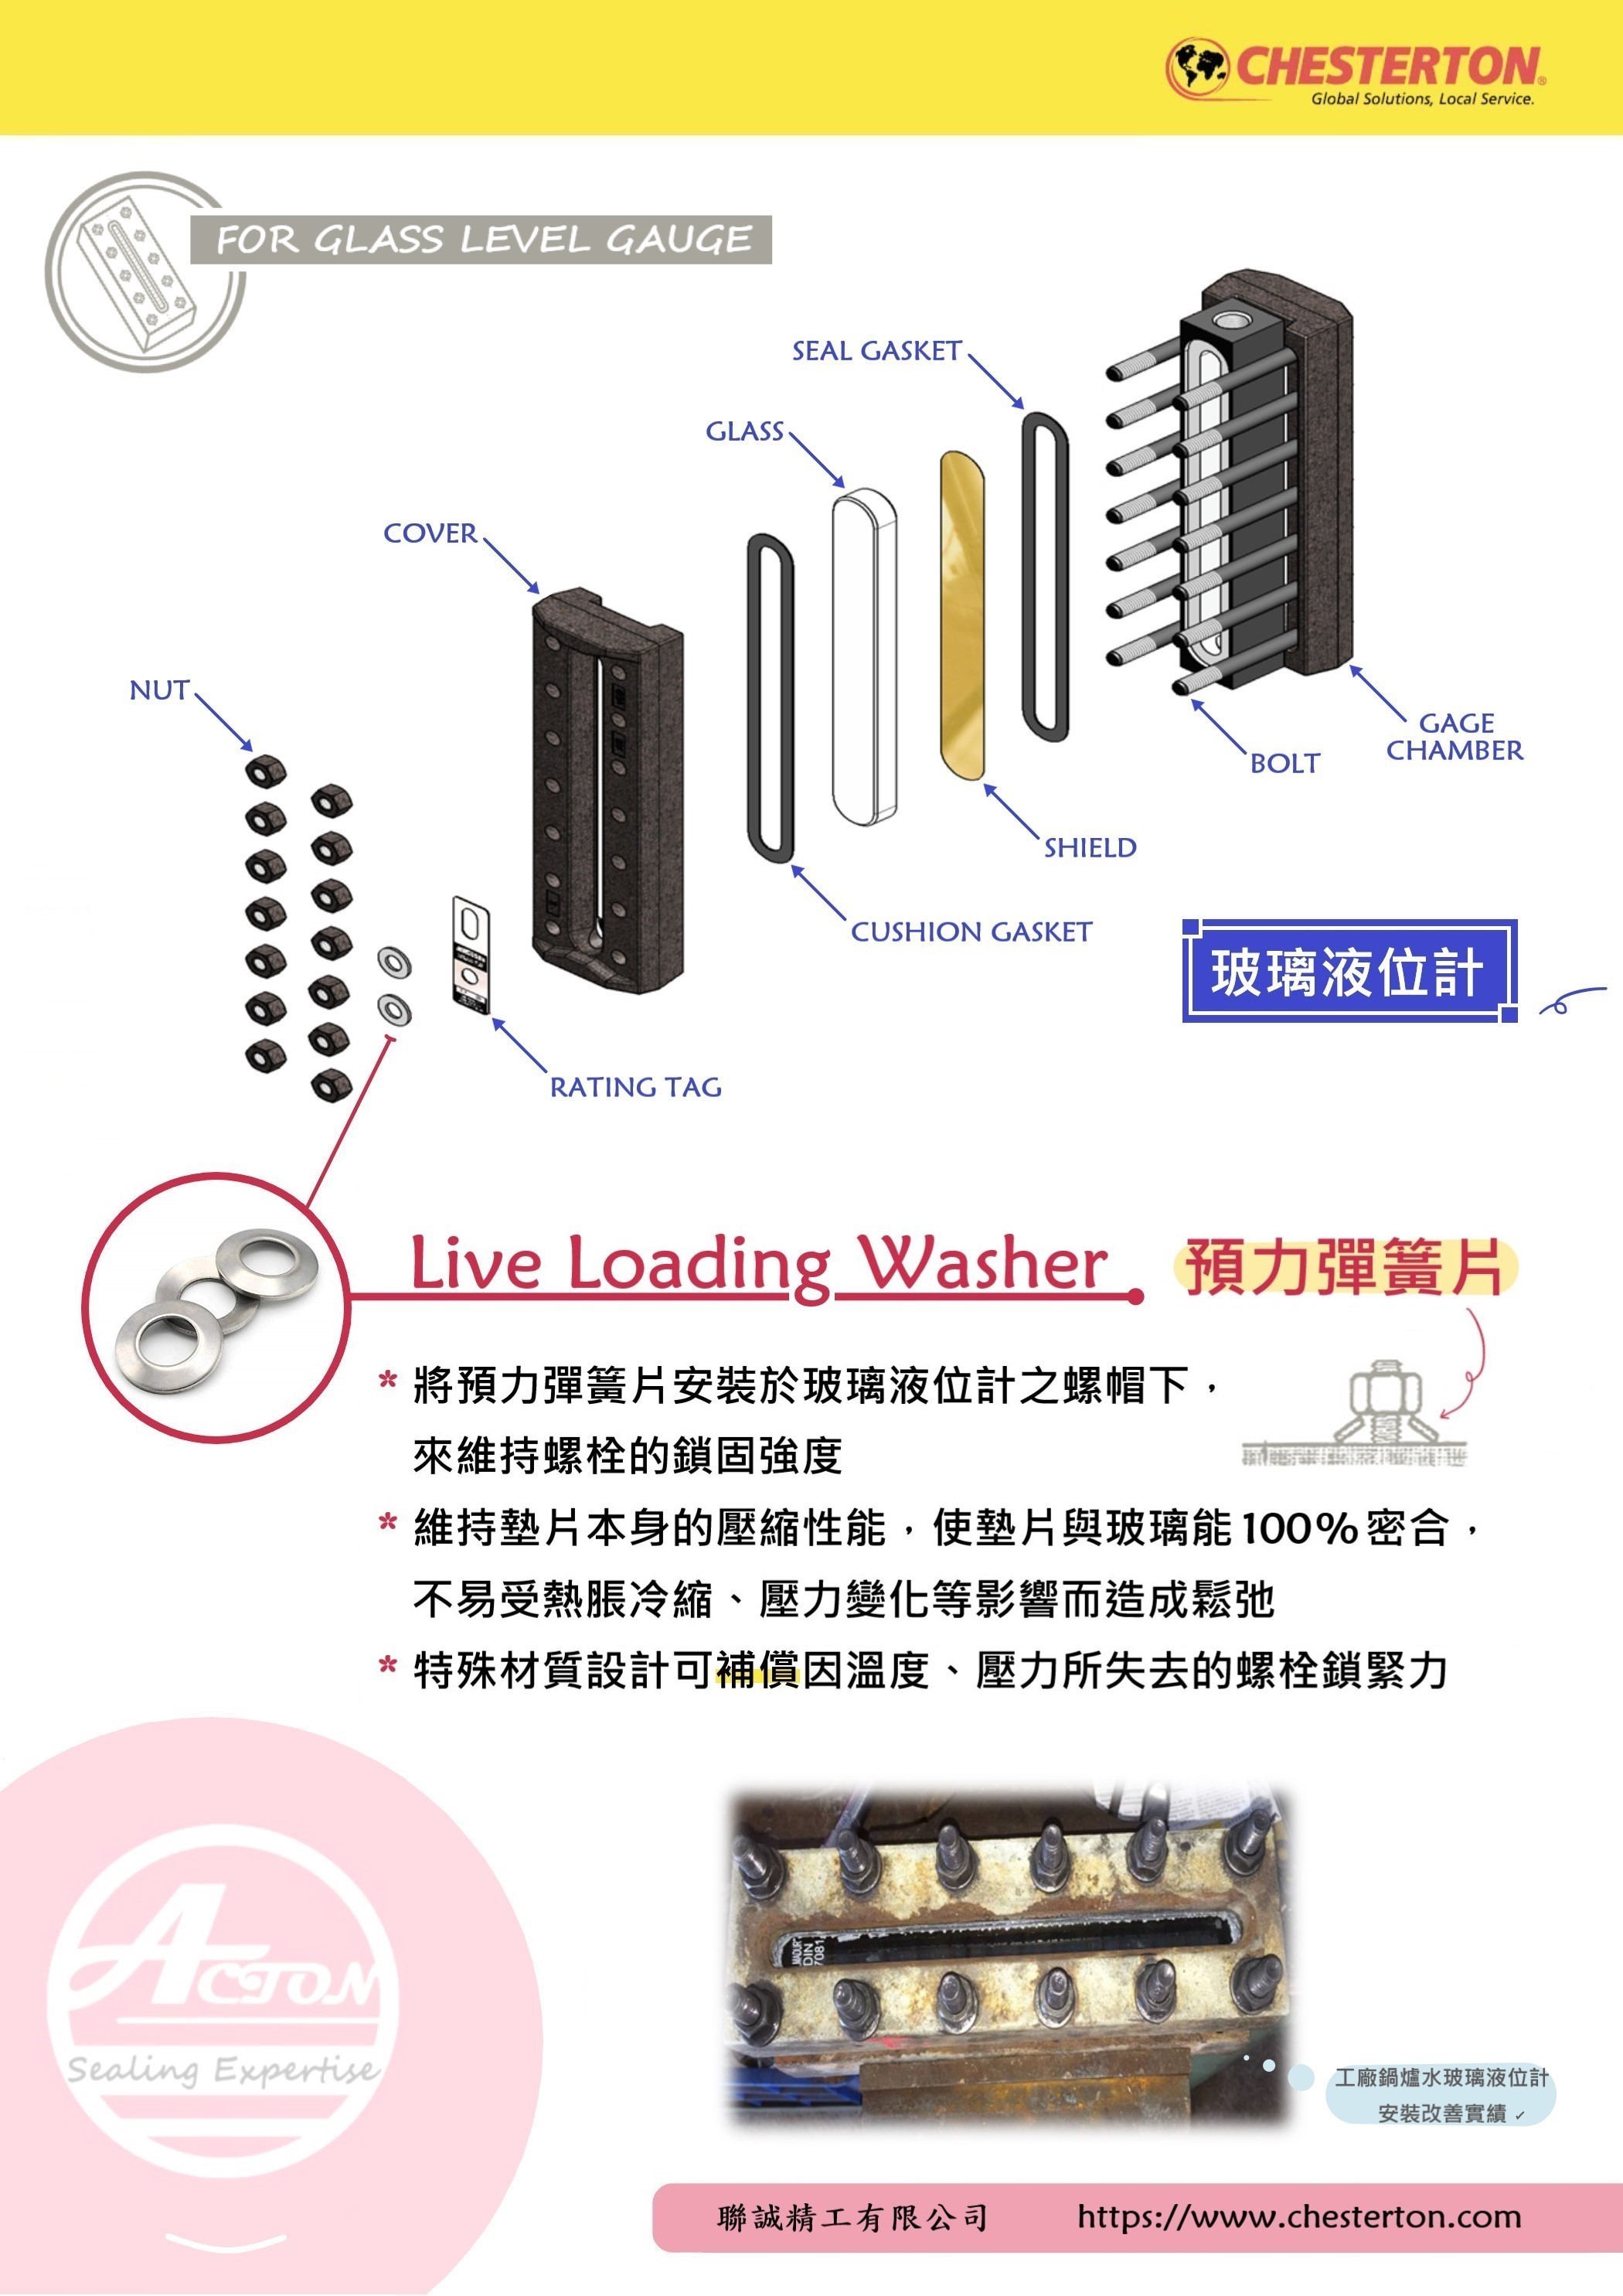 CHESTERTON®
Global Solutions, Local Service.
FOR GLASS LEVEL GAUGE
SEAL GASKET
GLASS
COVER
NUT
GAGE
CHAMBER
BOLT
SHIELD
CUSHION GASKET
玻璃液位計
RATING TAG
Live Loading Washer
預力彈簧片
* 將預力彈簧片安裝於玻璃液位計之螺帽下，
來維持螺栓的鎖固強度
* 維持墊片本身的壓縮性能，使墊片與玻璃能100%密合，
不易受熱脹冷縮、壓力變化等影響而造成鬆弛
* 特殊材質設計可補償因溫度、壓力所失去的螺栓鎖緊力
ACTON
Sealing Expertise
DIN
7081
工廠鍋爐水玻璃液位計
安裝改善實績 ✓
聯誠精工有限公司
https://www.chesterton.com